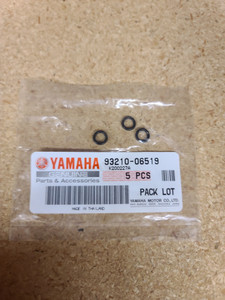 YAMAHA 93210-06519
GENUINE
Parts & Accessories
5 PCS
PACK LOT
MADE IN THAILAND
YAMAHA MOTOR CO.,LTD.